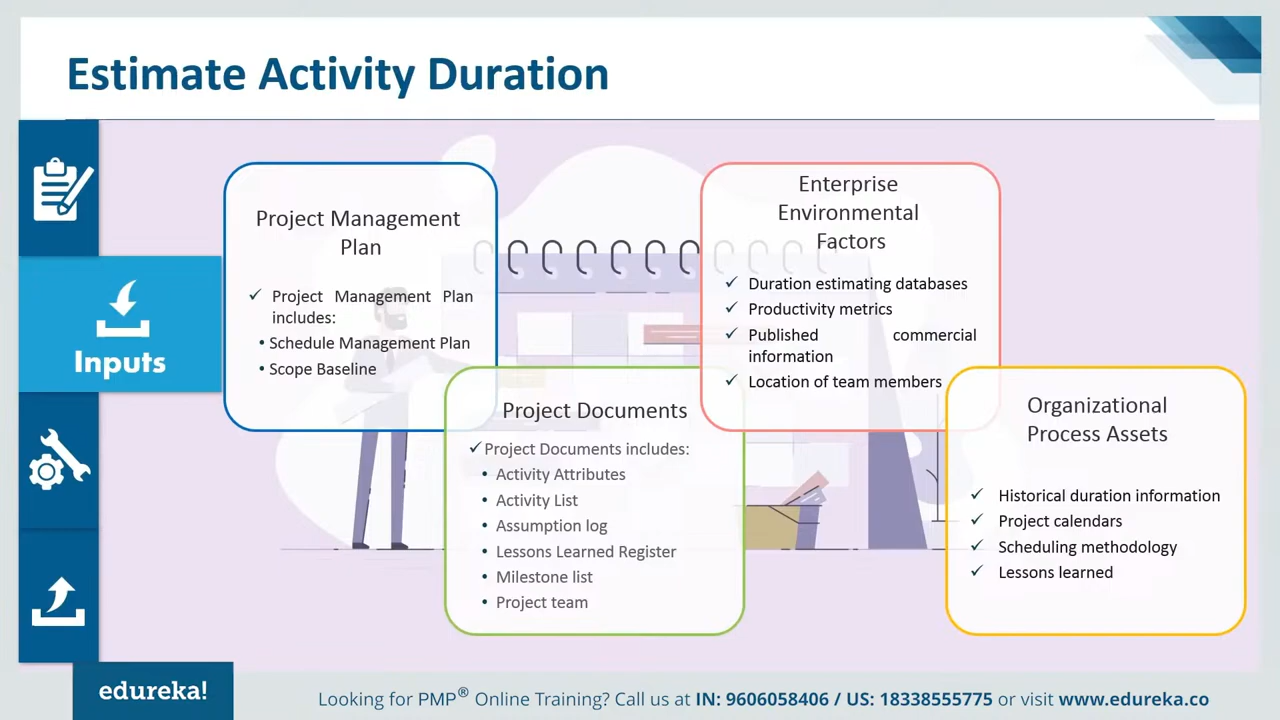 Estimate Activity Duration
Inputs
Project Management
Plan
✓ Project Management Plan
includes:
• Schedule Management Plan
• Scope Baseline
Project Documents
✓ Project Documents includes:
• Activity Attributes
• Activity List
• Assumption log
• Lessons Learned Register
• Milestone list
• Project team
Enterprise
Environmental
Factors
✓ Duration estimating databases
✓ Productivity metrics
✓ Published commercial
information
✓ Location of team members
Organizational
Process Assets
✓ Historical duration information
✓ Project calendars
✓ Scheduling methodology
✓ Lessons learned
edureka!
Looking for PMP® Online Training? Call us at IN: 9606058406 / US: 18338555775 or visit www.edureka.co